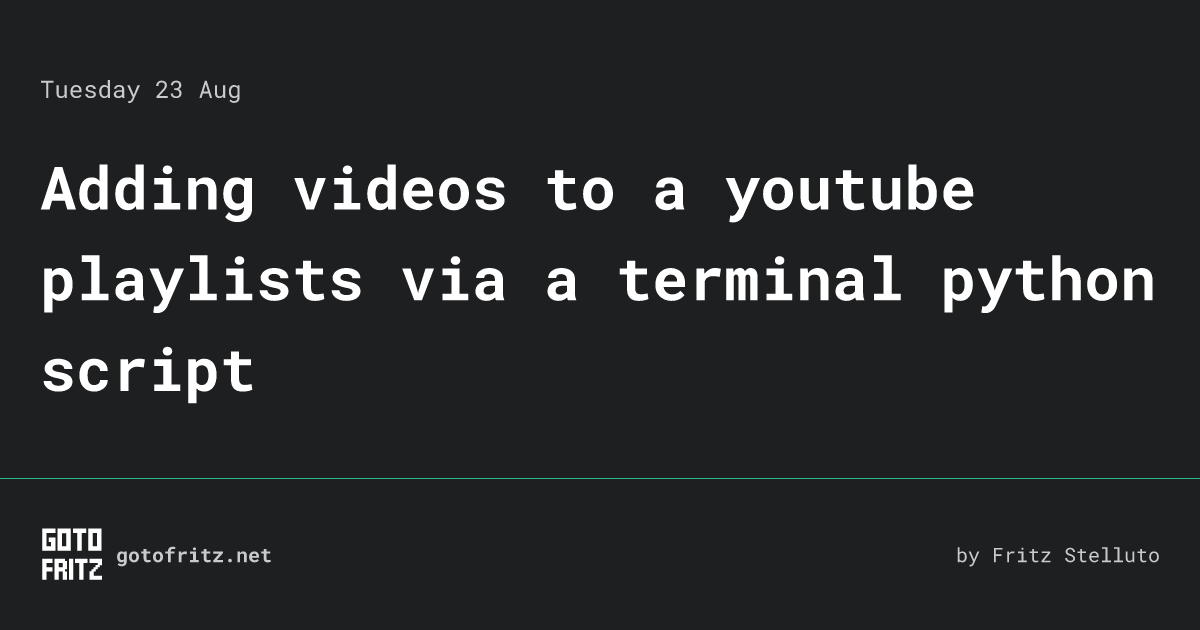 Tuesday 23 Aug
Adding videos to a youtube
playlists via a terminal python
script
GOTO
FRITZ
gotofritz.net
by Fritz Stelluto